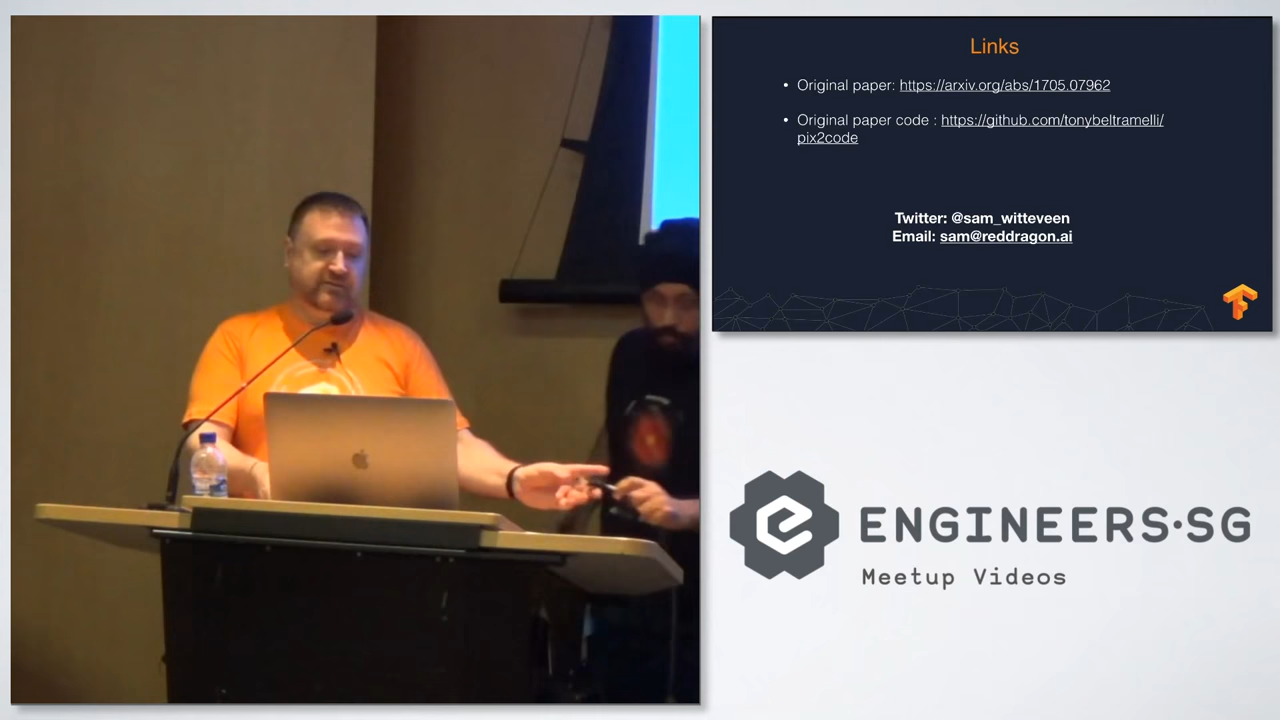 Links
• Original paper: https://arxiv.org/abs/1705.07962
• Original paper code : https://github.com/tonybeltramelli/
pix2code
Twitter: @sam_witteveen
Email: sam@reddragon.ai
ENGINEERS·SG
Meetup Videos